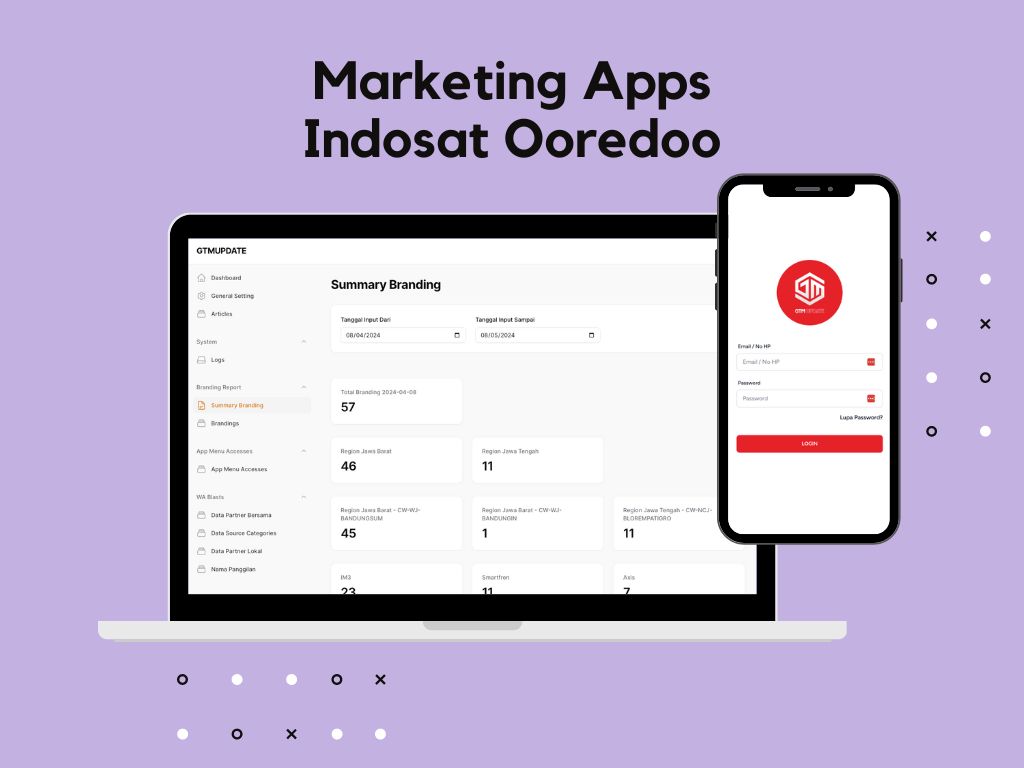 Marketing Apps
Indosat Ooredoo
GTMUPDATE
Dashboard
General Setting
Articles
System
Logs
Branding Report
Summary Branding
Brandings
App Menu Accesses
App Menu Accesses
WA Blasts
Data Partner Bersama
Data Source Categories
Data Partner Lokal
Nama Panggilan
Summary Branding
Tanggal Input Dari
Tanggal Input Sampai
08/04/2024
08/05/2024
Total Branding 2024-04-08
57
Region Jawa Barat
46
Region Jawa Tengah
11
Region Jawa Barat - CW-WJ-
BANDUNGSUM
45
Region Jawa Barat - CW-WJ-
BANDUNGIN
1
Region Jawa Tengah - CW-NCJ-
BLOREMPATIGRO
11
IM3
23
Smartfren
11
Axis
7
GTM UPDATE
Email / No HP
Email / No HP
Password
Password
Lupa Password?
LOGIN